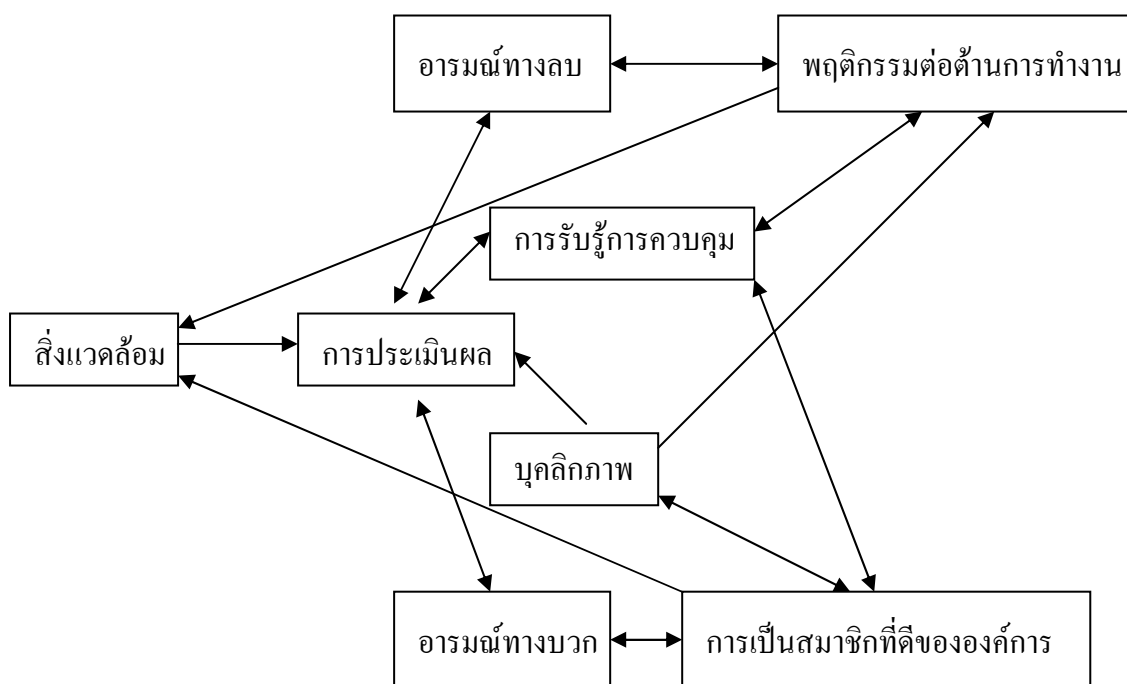 อารมณ์ทางลบ
พฤติกรรมต่อต้านการทำงาน
การรับรู้การควบคุม
สิ่งแวดล้อม
การประเมินผล
บุคลิกภาพ
อารมณ์ทางบวก
การเป็นสมาชิกที่ดีขององค์การ